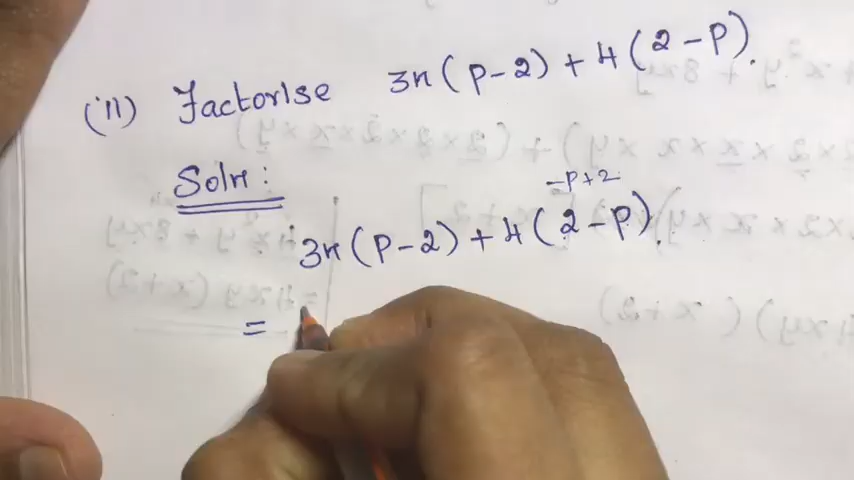 (ii) Factorise 3x(p-2) + 4(2-p).
Soln:
-p+2
3x(p-2) + 4(2-p).
=